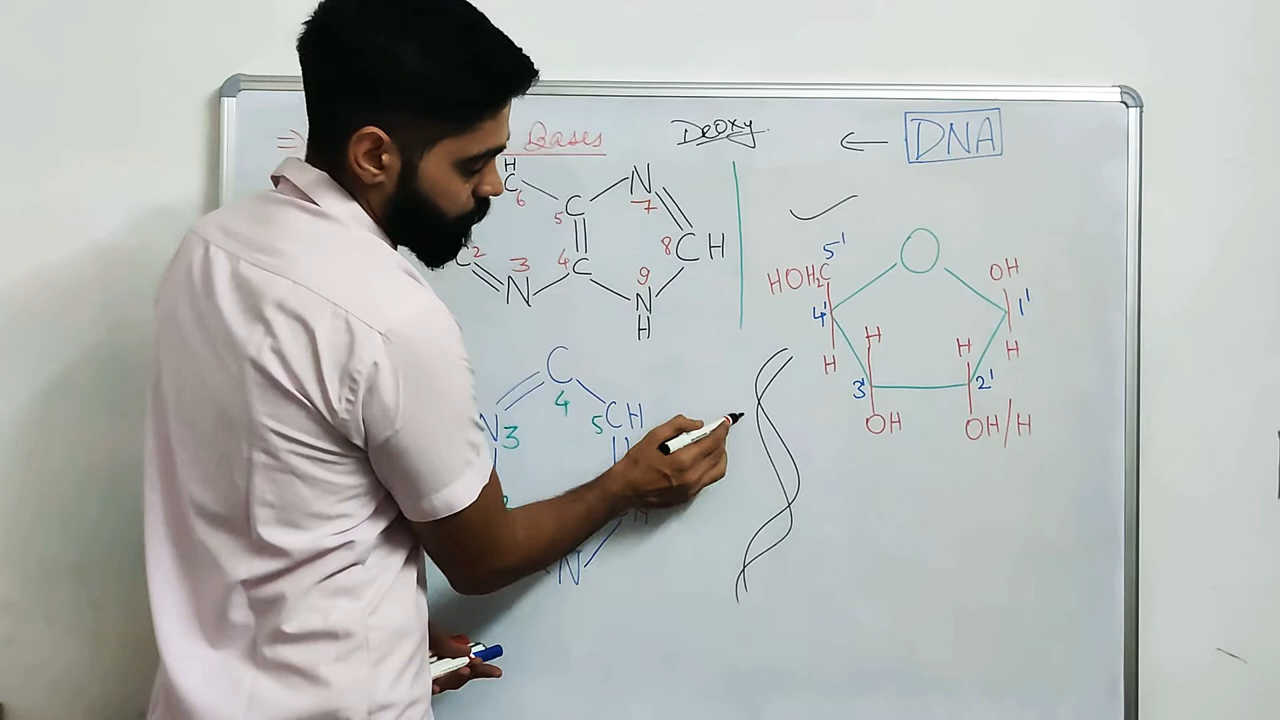 ⇒ Bases
Deoxy
← DNA
H
C 6
5 C
N 7
8 CH
4 C
9 N
H
C 2
3 N
5'
HOH₂C
4'
H
H
3'
OH
O
OH
1'
H
H
2'
OH/H
C
4
N 3
5 CH
N